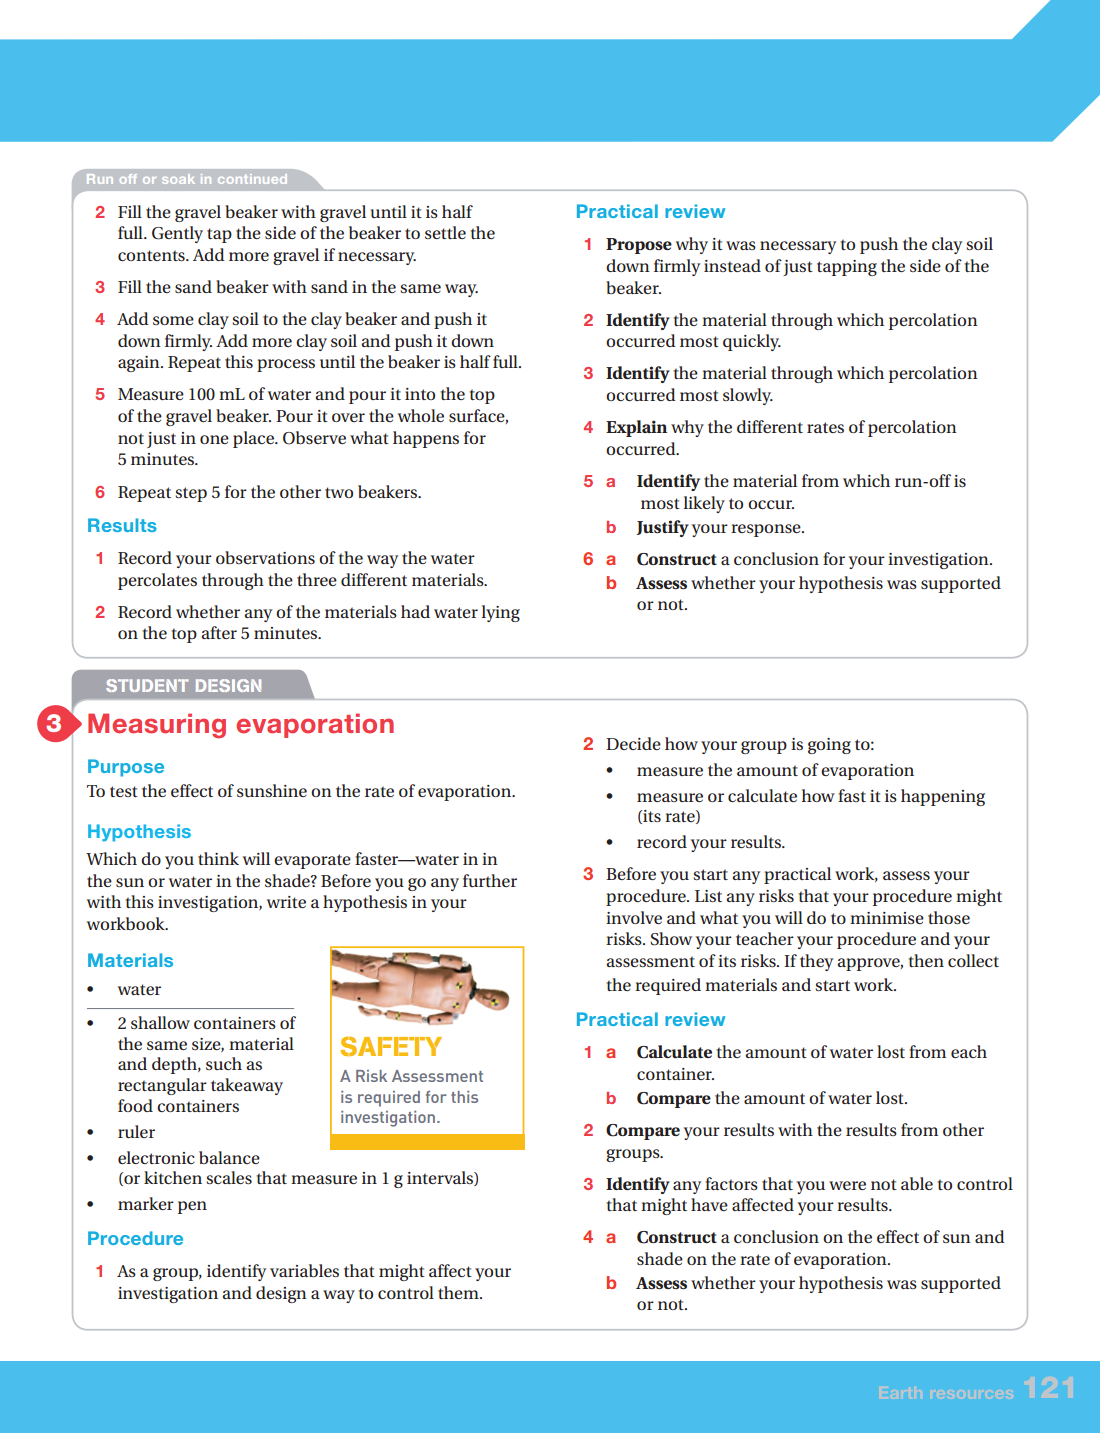 Run off or soak in continued
2 Fill the gravel beaker with gravel until it is half
full. Gently tap the side of the beaker to settle the
contents. Add more gravel if necessary.
3 Fill the sand beaker with sand in the same way.
4 Add some clay soil to the clay beaker and push it
down firmly. Add more clay soil and push it down
again. Repeat this process until the beaker is half full.
5 Measure 100 mL of water and pour it into the top
of the gravel beaker. Pour it over the whole surface,
not just in one place. Observe what happens for
5 minutes.
6 Repeat step 5 for the other two beakers.
Results
1 Record your observations of the way the water
percolates through the three different materials.
2 Record whether any of the materials had water lying
on the top after 5 minutes.
Practical review
1 Propose why it was necessary to push the clay soil
down firmly instead of just tapping the side of the
beaker.
2 Identify the material through which percolation
occurred most quickly.
3 Identify the material through which percolation
occurred most slowly.
4 Explain why the different rates of percolation
occurred.
5 a Identify the material from which run-off is
most likely to occur.
b Justify your response.
6 a Construct a conclusion for your investigation.
b Assess whether your hypothesis was supported
or not.
STUDENT DESIGN
3 Measuring evaporation
Purpose
To test the effect of sunshine on the rate of evaporation.
Hypothesis
Which do you think will evaporate faster—water in in
the sun or water in the shade? Before you go any further
with this investigation, write a hypothesis in your
workbook.
Materials
• water
• 2 shallow containers of
the same size, material
and depth, such as
rectangular takeaway
food containers
• ruler
• electronic balance
(or kitchen scales that measure in 1 g intervals)
• marker pen
SAFETY
A Risk Assessment
is required for this
investigation.
Procedure
1 As a group, identify variables that might affect your
investigation and design a way to control them.
2 Decide how your group is going to:
• measure the amount of evaporation
• measure or calculate how fast it is happening
(its rate)
• record your results.
3 Before you start any practical work, assess your
procedure. List any risks that your procedure might
involve and what you will do to minimise those
risks. Show your teacher your procedure and your
assessment of its risks. If they approve, then collect
the required materials and start work.
Practical review
1 a Calculate the amount of water lost from each
container.
b Compare the amount of water lost.
2 Compare your results with the results from other
groups.
3 Identify any factors that you were not able to control
that might have affected your results.
4 a Construct a conclusion on the effect of sun and
shade on the rate of evaporation.
b Assess whether your hypothesis was supported
or not.
Earth resources 121